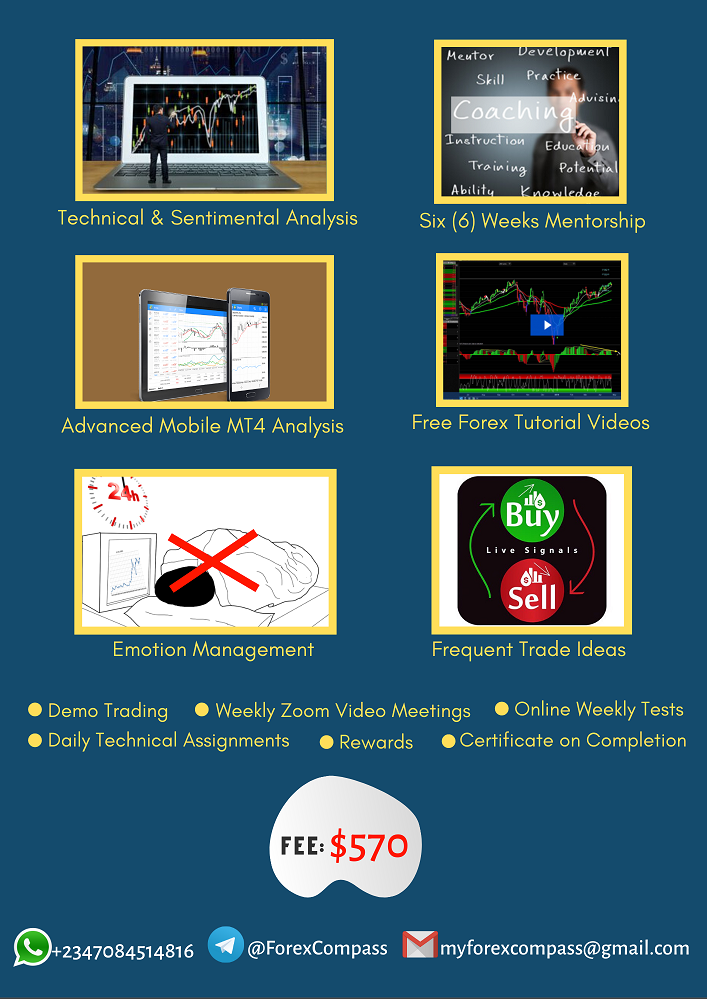 Mentor Development
Skill Practice
Advising
Coaching
Instruction Education
Training Potential
Ability Knowledge
Technical & Sentimental Analysis
Six (6) Weeks Mentorship
Advanced Mobile MT4 Analysis
Free Forex Tutorial Videos
24h
Buy
Live Signals
Sell
Emotion Management
Frequent Trade Ideas
Demo Trading
Weekly Zoom Video Meetings
Online Weekly Tests
Daily Technical Assignments
Rewards
Certificate on Completion
FEE: $570
+2347084514816
@ForexCompass
myforexcompass@gmail.com